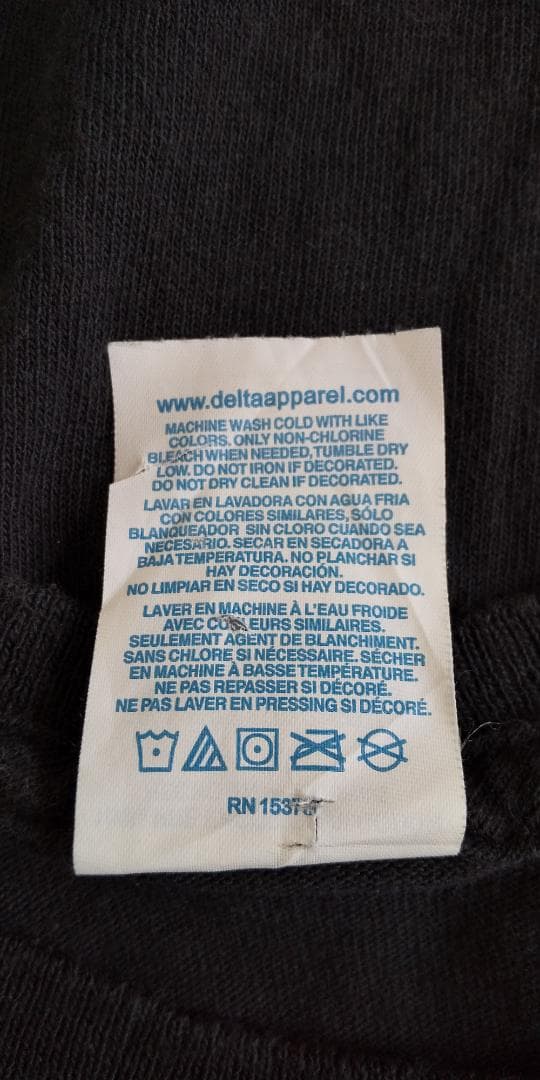 www.deltaapparel.com
MACHINE WASH COLD WITH LIKE
COLORS. ONLY NON-CHLORINE
BLEACH WHEN NEEDED, TUMBLE DRY
LOW. DO NOT IRON IF DECORATED.
DO NOT DRY CLEAN IF DECORATED.
LAVAR EN LAVADORA CON AGUA FRIA
CON COLORES SIMILARES, SÓLO
BLANQUEADOR SIN CLORO CUANDO SEA
NECESARIO. SECAR EN SECADORA A
BAJA TEMPERATURA. NO PLANCHAR SI
HAY DECORACIÓN.
NO LIMPIAR EN SECO SI HAY DECORADO.
LAVER EN MACHINE À L'EAU FROIDE
AVEC COULEURS SIMILAIRES.
SEULEMENT AGENT DE BLANCHIMENT.
SANS CHLORE SI NÉCESSAIRE. SÉCHER
EN MACHINE À BASSE TEMPÉRATURE.
NE PAS REPASSER SI DÉCORÉ.
NE PAS LAVER EN PRESSING SI DÉCORÉ.
RN